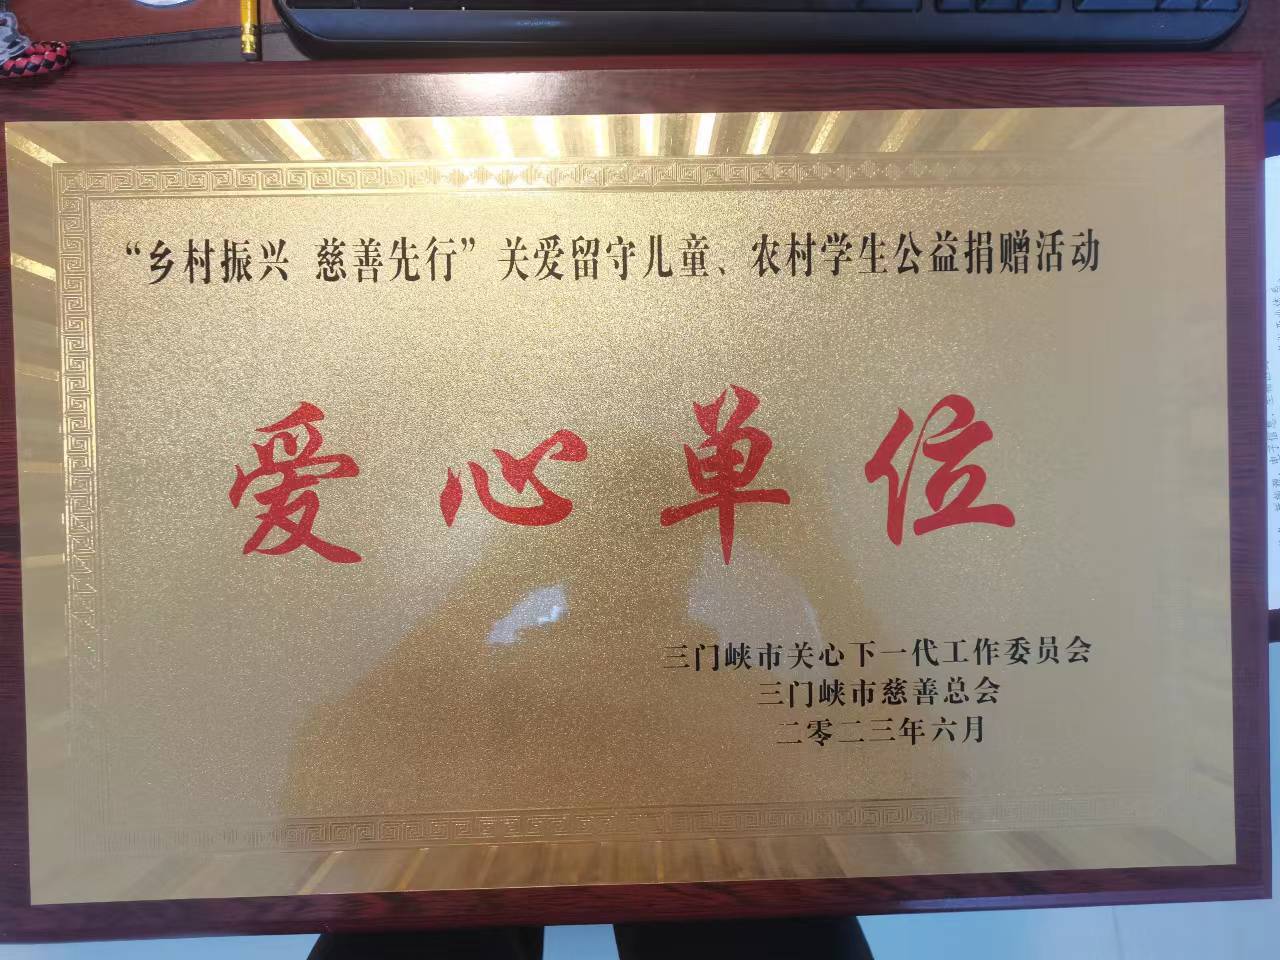 “乡村振兴 慈善先行”关爱留守儿童、农村学生公益捐赠活动
爱心单位
三门峡市关心下一代工作委员会
三门峡市慈善总会
二零二三年六月